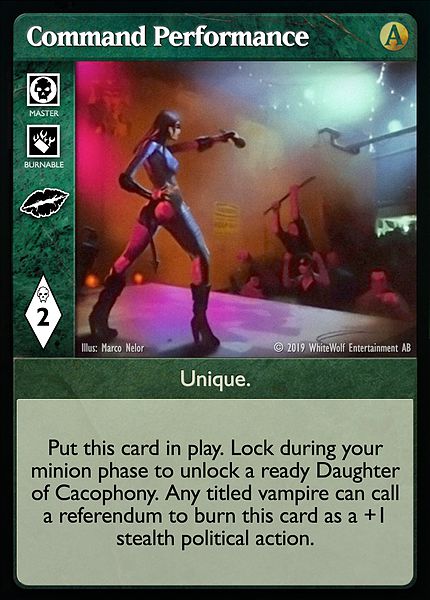 Command Performance
A
MASTER
BURNABLE
2
Illus: Marco Nelor
© 2019 WhiteWolf Entertainment AB
Unique.
Put this card in play. Lock during your
minion phase to unlock a ready Daughter
of Cacophony. Any titled vampire can call
a referendum to burn this card as a +1
stealth political action.